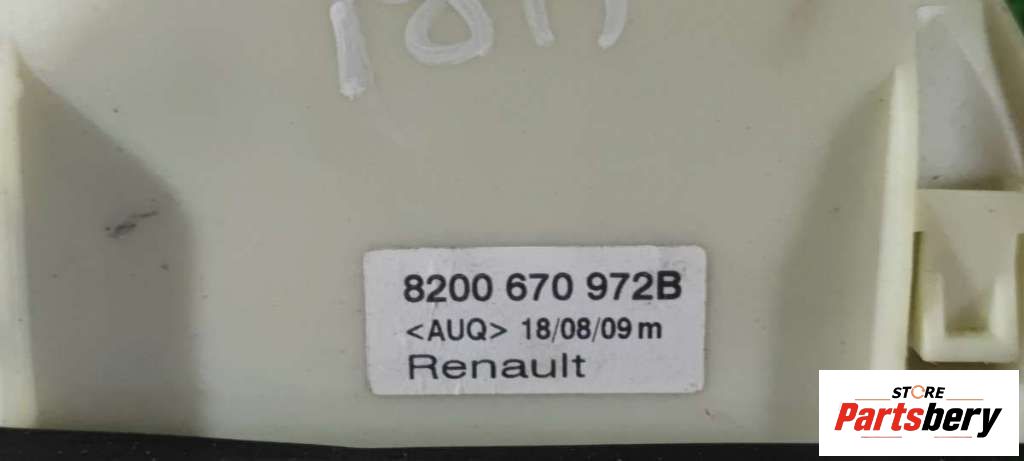 8200 670 972B
<AUQ> 18/08/09 m
Renault
STORE
Partsbery